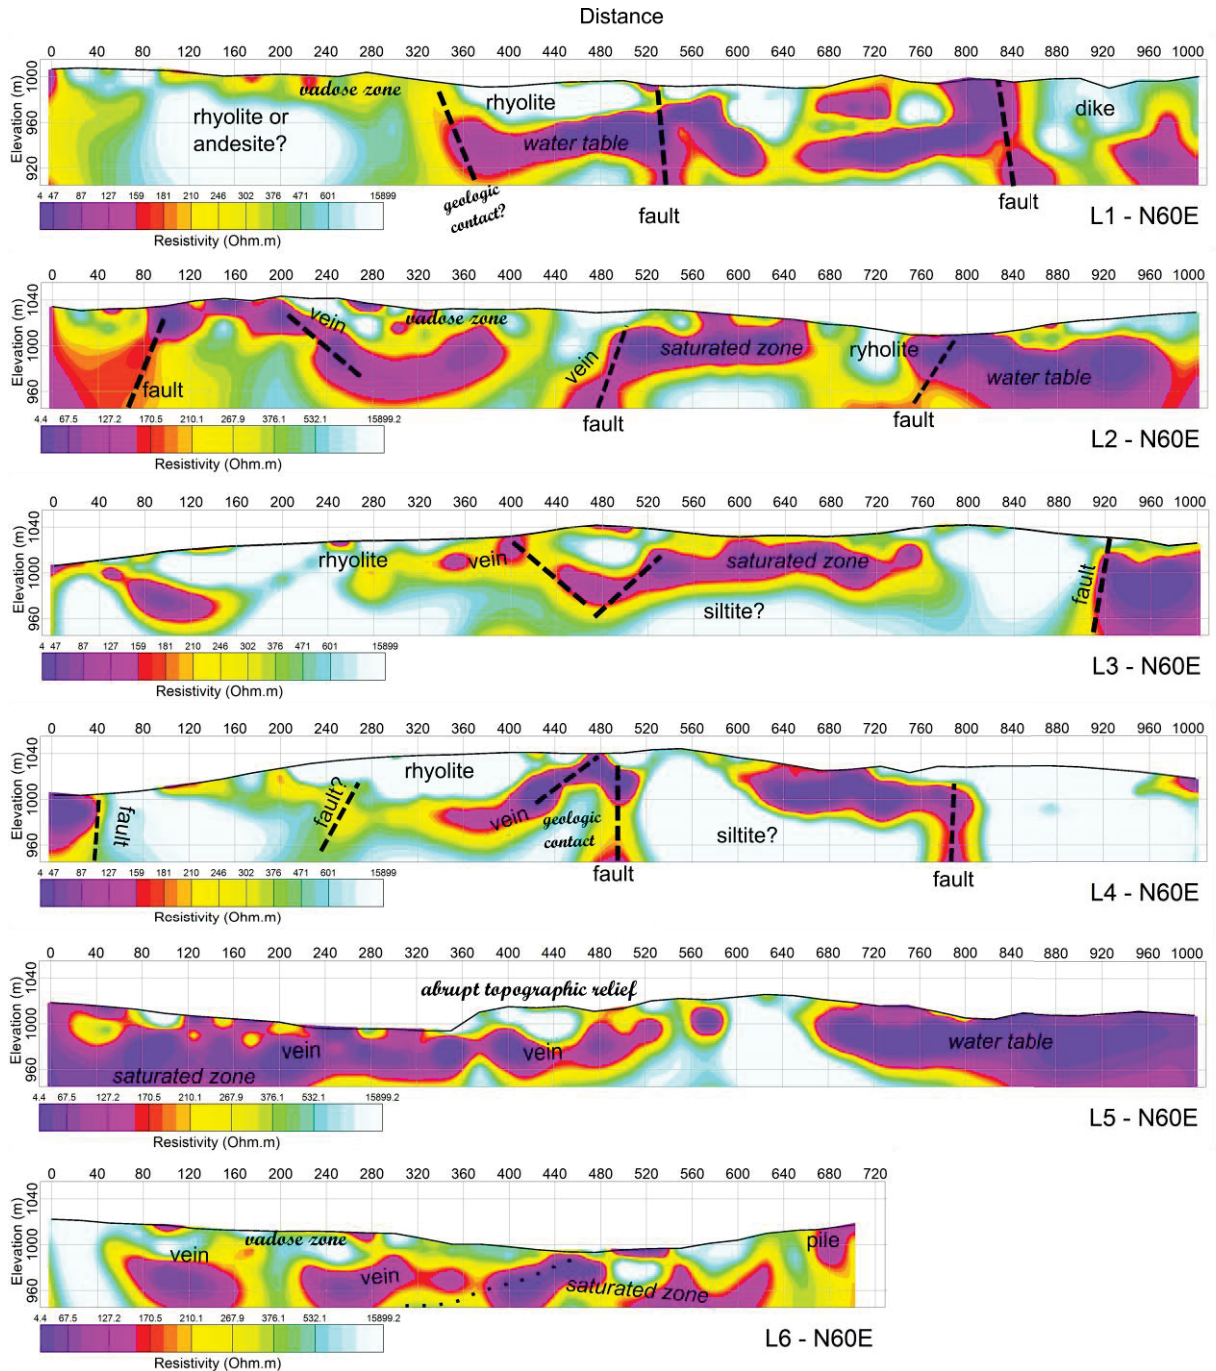 Distance
0 40 80 120 160 200 240 280 320 360 400 440 480 520 560 600 640 680 720 760 800 840 880 920 960 1000
Elevation (m)
1000
960
920
vadose zone
rhyolite or
andesite?
rhyolite
water table
dike
geologic
contact?
fault
fault
4 47 87 127 159 181 210 246 302 376 471 601 15899
Resistivity (Ohm.m)
L1 - N60E
0 40 80 120 160 200 240 280 320 360 400 440 480 520 560 600 640 680 720 760 800 840 880 920 960 1000
Elevation (m)
1040
1000
960
vein
vadose zone
fault
vein
saturated zone
ryholite
water table
fault
fault
4.4 67.5 127.2 170.5 210.1 267.9 376.1 532.1 15899.2
Resistivity (Ohm.m)
L2 - N60E
0 40 80 120 160 200 240 280 320 360 400 440 480 520 560 600 640 680 720 760 800 840 880 920 1000
Elevation (m)
1040
1000
960
rhyolite
vein
saturated zone
siltite?
fault
4 47 87 127 159 181 210 246 302 376 471 601 15899
Resistivity (Ohm.m)
L3 - N60E
0 40 80 120 160 200 240 280 320 360 400 440 480 520 560 600 640 680 720 760 800 840 880 920 960 1000
Elevation (m)
1040
1000
960
fault
fault?
rhyolite
vein
geologic
contact
siltite?
fault
fault
4 47 87 127 159 181 210 246 302 376 471 601 15899
Resistivity (Ohm.m)
L4 - N60E
0 40 80 120 160 200 240 280 320 360 400 440 480 520 560 600 640 680 720 760 800 840 880 920 960 1000
Elevation (m)
1040
1000
960
abrupt topographic relief
vein
vein
water table
saturated zone
4.4 67.5 127.2 170.5 210.1 267.9 376.1 532.1 15899.2
Resistivity (Ohm.m)
L5 - N60E
0 40 80 120 160 200 240 280 320 360 400 440 480 520 560 600 640 680 720
Elevation (m)
1040
1000
960
vein
vadose zone
vein
saturated zone
pile
4.4 67.5 127.2 170.5 210.1 267.9 376.1 532.1 15899.2
Resistivity (Ohm.m)
L6 - N60E